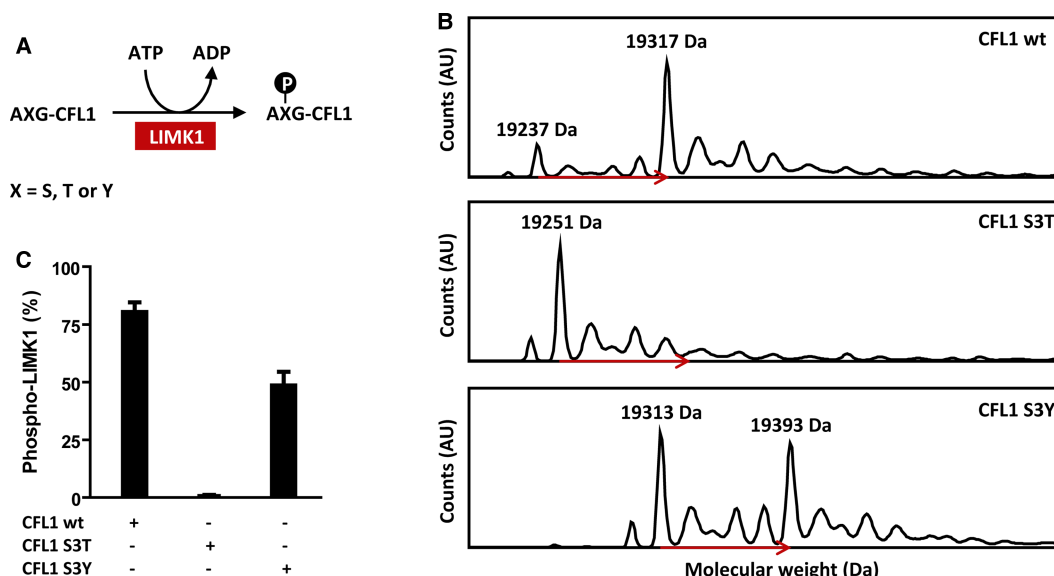 A
ATP ADP
P
AXG-CFL1 AXG-CFL1
LIMK1
X = S, T or Y
B
Counts (AU)
19237 Da
19317 Da
CFL1 wt
Counts (AU)
19251 Da
CFL1 S3T
Counts (AU)
19313 Da
19393 Da
CFL1 S3Y
Molecular weight (Da)
C
Phospho-LIMK1 (%)
100
75
50
25
0
CFL1 wt + - -
CFL1 S3T - + -
CFL1 S3Y - - +